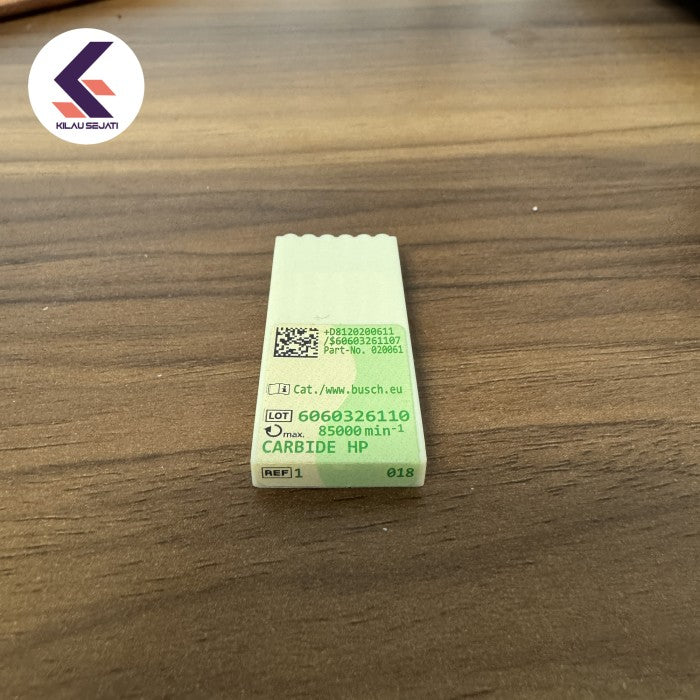 KILAU SEJATI
+D8120200611
/$60603261107
Part-No. 020061
Cat./www.busch.eu
LOT 6060326110
max. 85000 min-1
CARBIDE HP
REF 1 018